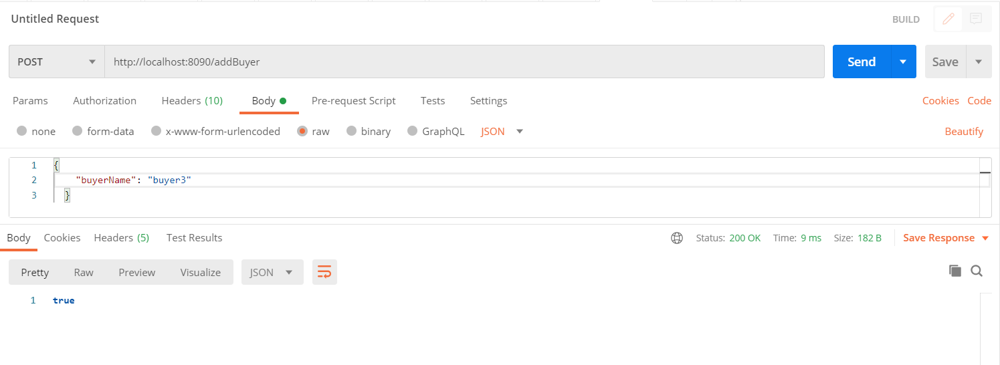 Untitled Request BUILD
POST http://localhost:8090/addBuyer Send Save
Params Authorization Headers (10) Body Pre-request Script Tests Settings Cookies Code
none form-data x-www-form-urlencoded raw binary GraphQL JSON Beautify
1 {
2 "buyerName": "buyer3"
3 }
Body Cookies Headers (5) Test Results Status: 200 OK Time: 9 ms Size: 182 B Save Response
Pretty Raw Preview Visualize JSON
1 true